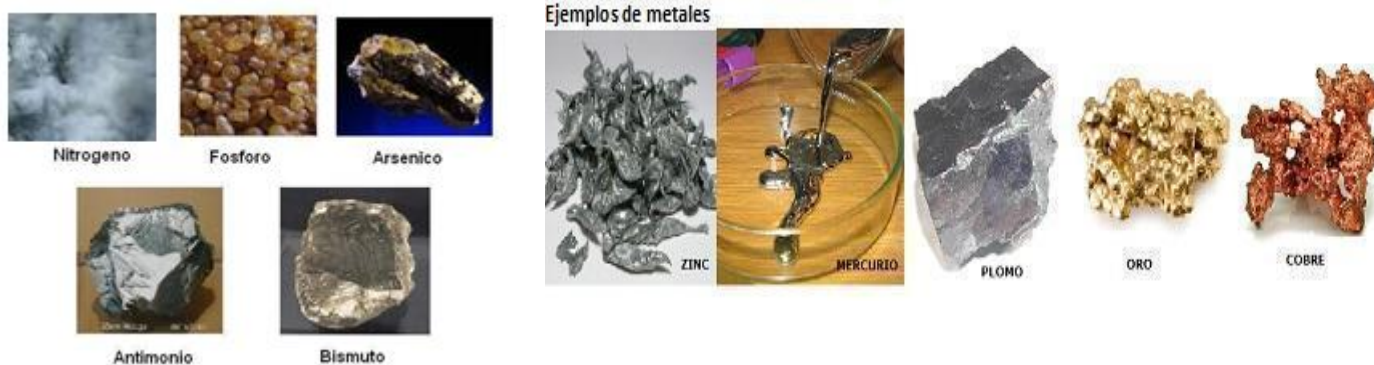 Nitrogeno
Fosforo
Arsenico
Antimonio
Bismuto
Ejemplos de metales
ZINC
MERCURIO
PLOMO
ORO
COBRE